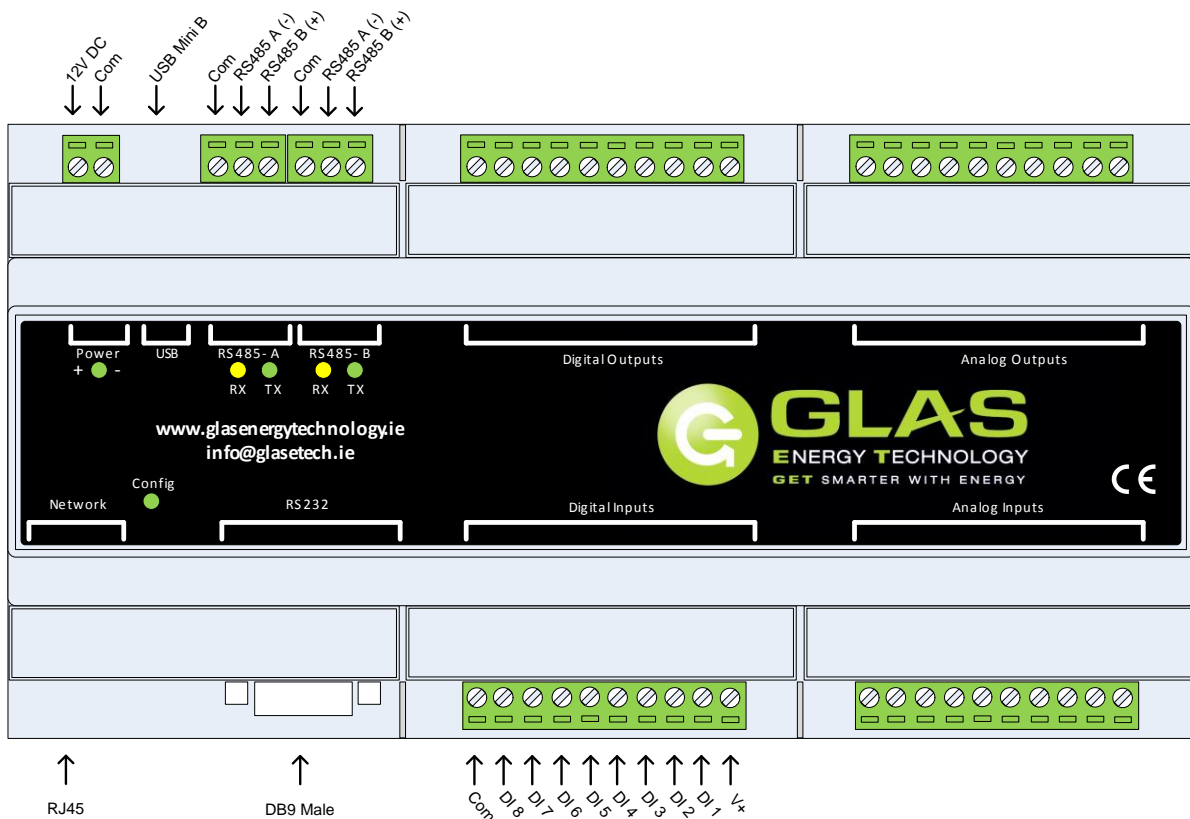 12V DC
Com
USB Mini B
Com
RS485 A (-)
RS485 B (+)
Com
RS485 A (-)
RS485 B (+)
Power
+ -
USB
RS485- A
RX TX
RS485- B
RX TX
Digital Outputs
Analog Outputs
www.glasenergytechnology.ie
info@glasetech.ie
GLAS
ENERGY TECHNOLOGY
GET SMARTER WITH ENERGY
CE
Config
Network
RS232
Digital Inputs
Analog Inputs
RJ45
DB9 Male
Com
DI 8
DI 7
DI 6
DI 5
DI 4
DI 3
DI 2
DI 1
V+